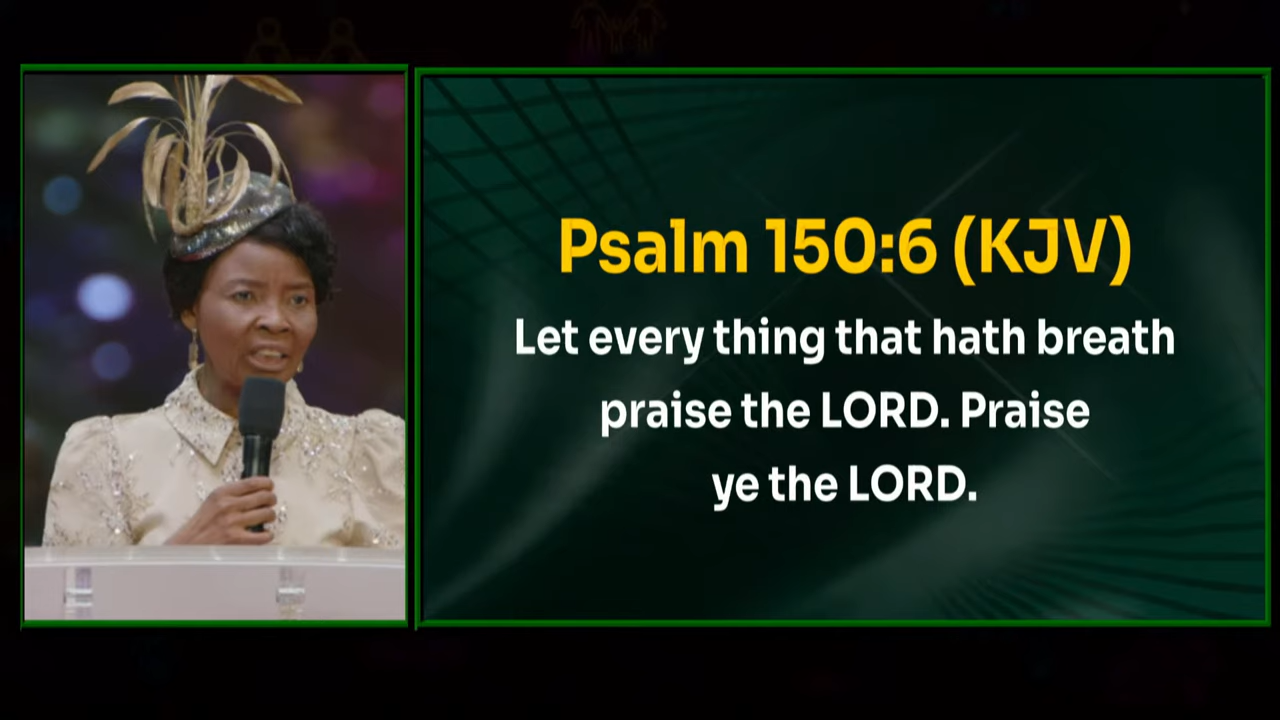 Psalm 150:6 (KJV)
Let every thing that hath breath
praise the LORD. Praise
ye the LORD.